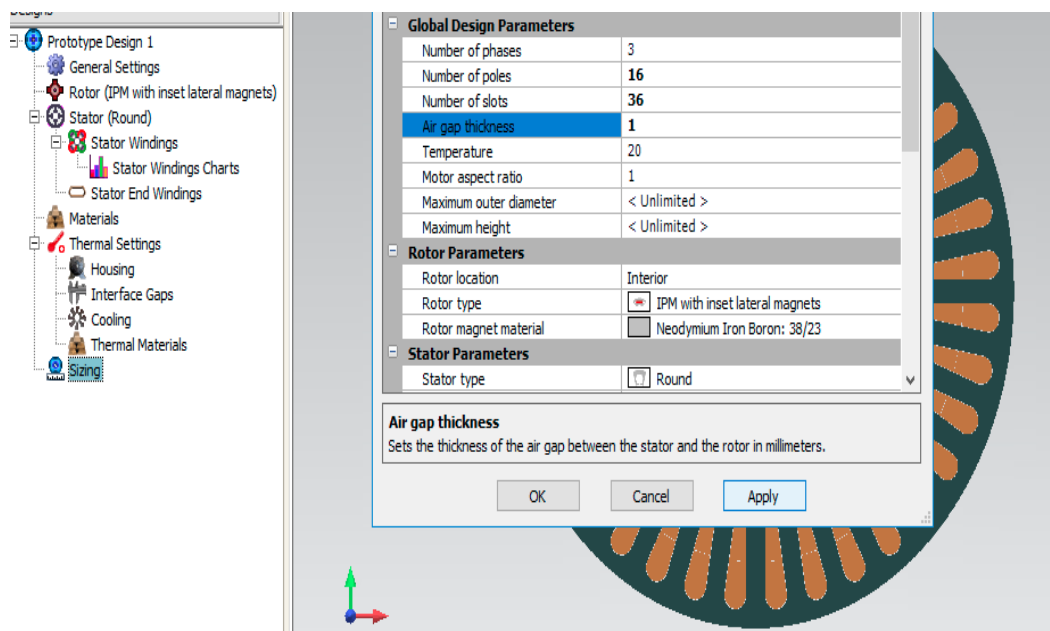 Prototype Design 1
General Settings
Rotor (IPM with inset lateral magnets)
Stator (Round)
Stator Windings
Stator Windings Charts
Stator End Windings
Materials
Thermal Settings
Housing
Interface Gaps
Cooling
Thermal Materials
Sizing
Global Design Parameters
Number of phases 3
Number of poles 16
Number of slots 36
Air gap thickness 1
Temperature 20
Motor aspect ratio 1
Maximum outer diameter < Unlimited >
Maximum height < Unlimited >
Rotor Parameters
Rotor location Interior
Rotor type IPM with inset lateral magnets
Rotor magnet material Neodymium Iron Boron: 38/23
Stator Parameters
Stator type Round
Air gap thickness
Sets the thickness of the air gap between the stator and the rotor in millimeters.
OK Cancel Apply